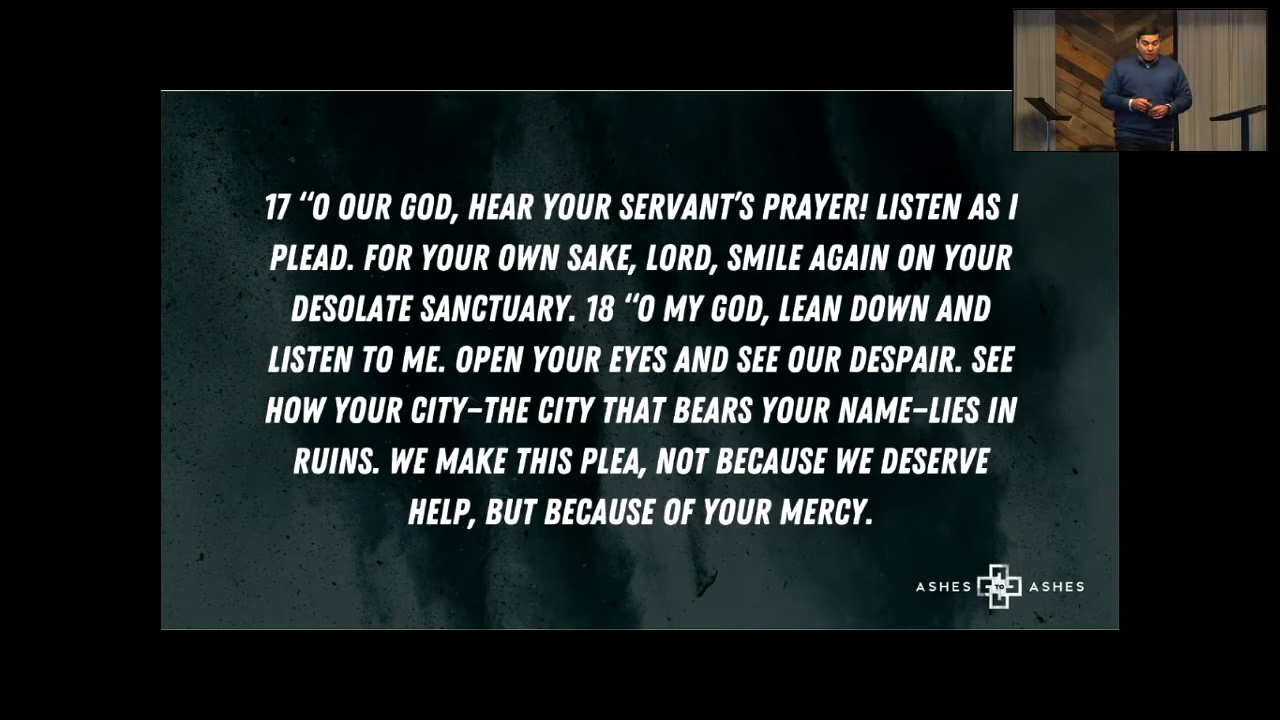 17 “O OUR GOD, HEAR YOUR SERVANT’S PRAYER! LISTEN AS I
PLEAD. FOR YOUR OWN SAKE, LORD, SMILE AGAIN ON YOUR
DESOLATE SANCTUARY. 18 “O MY GOD, LEAN DOWN AND
LISTEN TO ME. OPEN YOUR EYES AND SEE OUR DESPAIR. SEE
HOW YOUR CITY–THE CITY THAT BEARS YOUR NAME–LIES IN
RUINS. WE MAKE THIS PLEA, NOT BECAUSE WE DESERVE
HELP, BUT BECAUSE OF YOUR MERCY.
ASHES TO ASHES